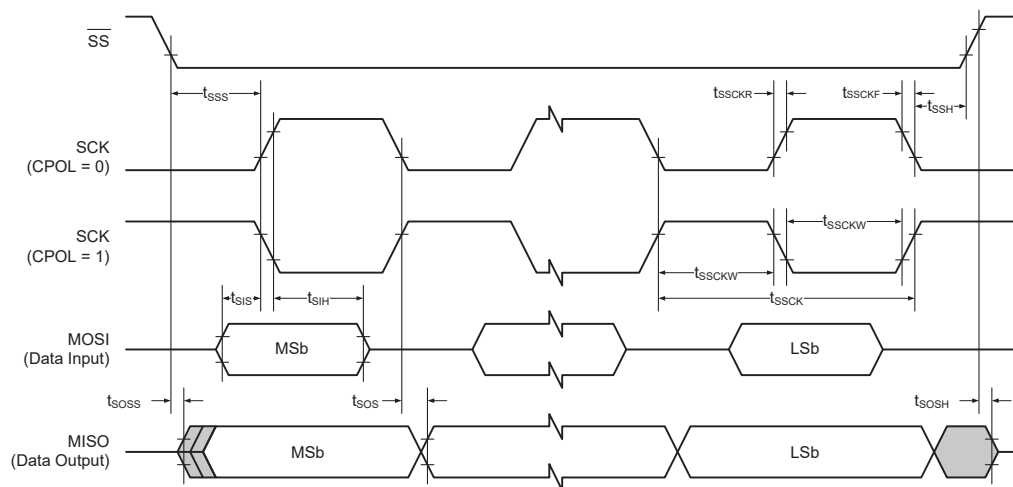 SS
tSSS
tSSCKR
tSSCKF
tSSH
SCK
(CPOL = 0)
SCK
(CPOL = 1)
tSSCKW
tSSCKW
tSSCK
tSIS
tSIH
MOSI
(Data Input)
MSb
LSb
tSOSS
tSOS
tSOSH
MISO
(Data Output)
MSb
LSb